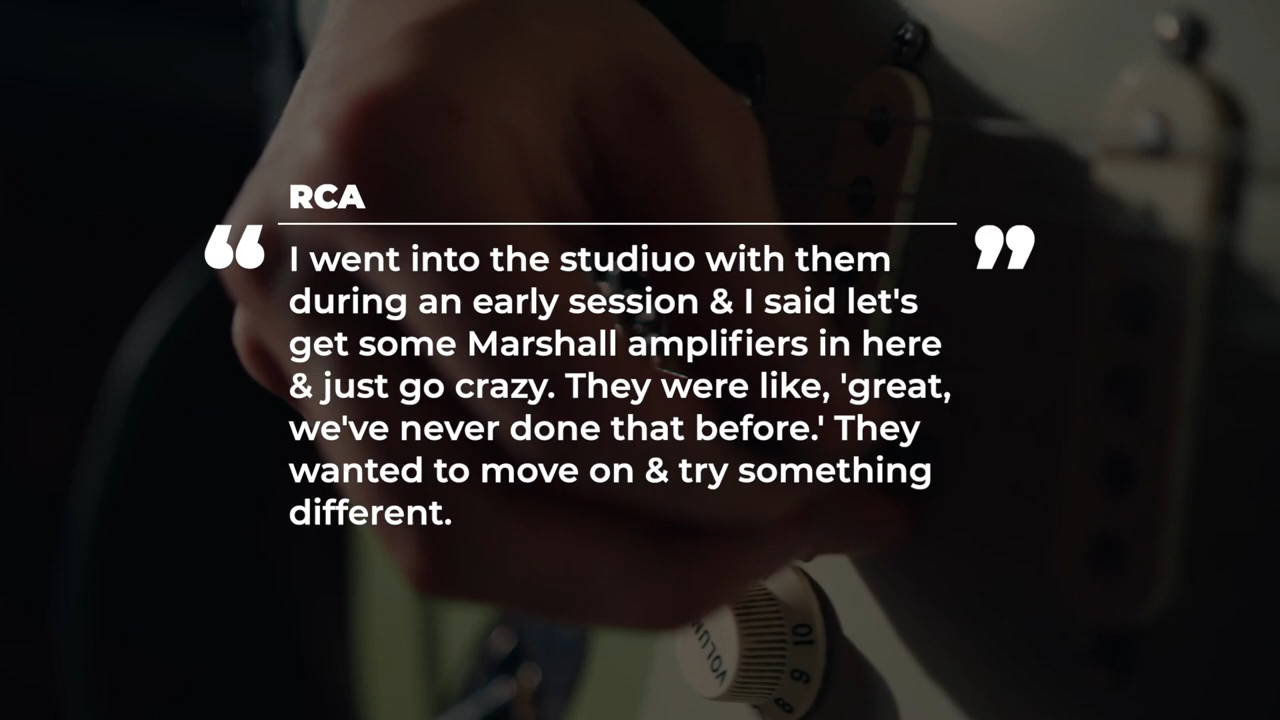 RCA
“ I went into the studiuo with them ”
during an early session & I said let's
get some Marshall amplifiers in here
& just go crazy. They were like, 'great,
we've never done that before.' They
wanted to move on & try something
different.
VOLUM
10
9
8